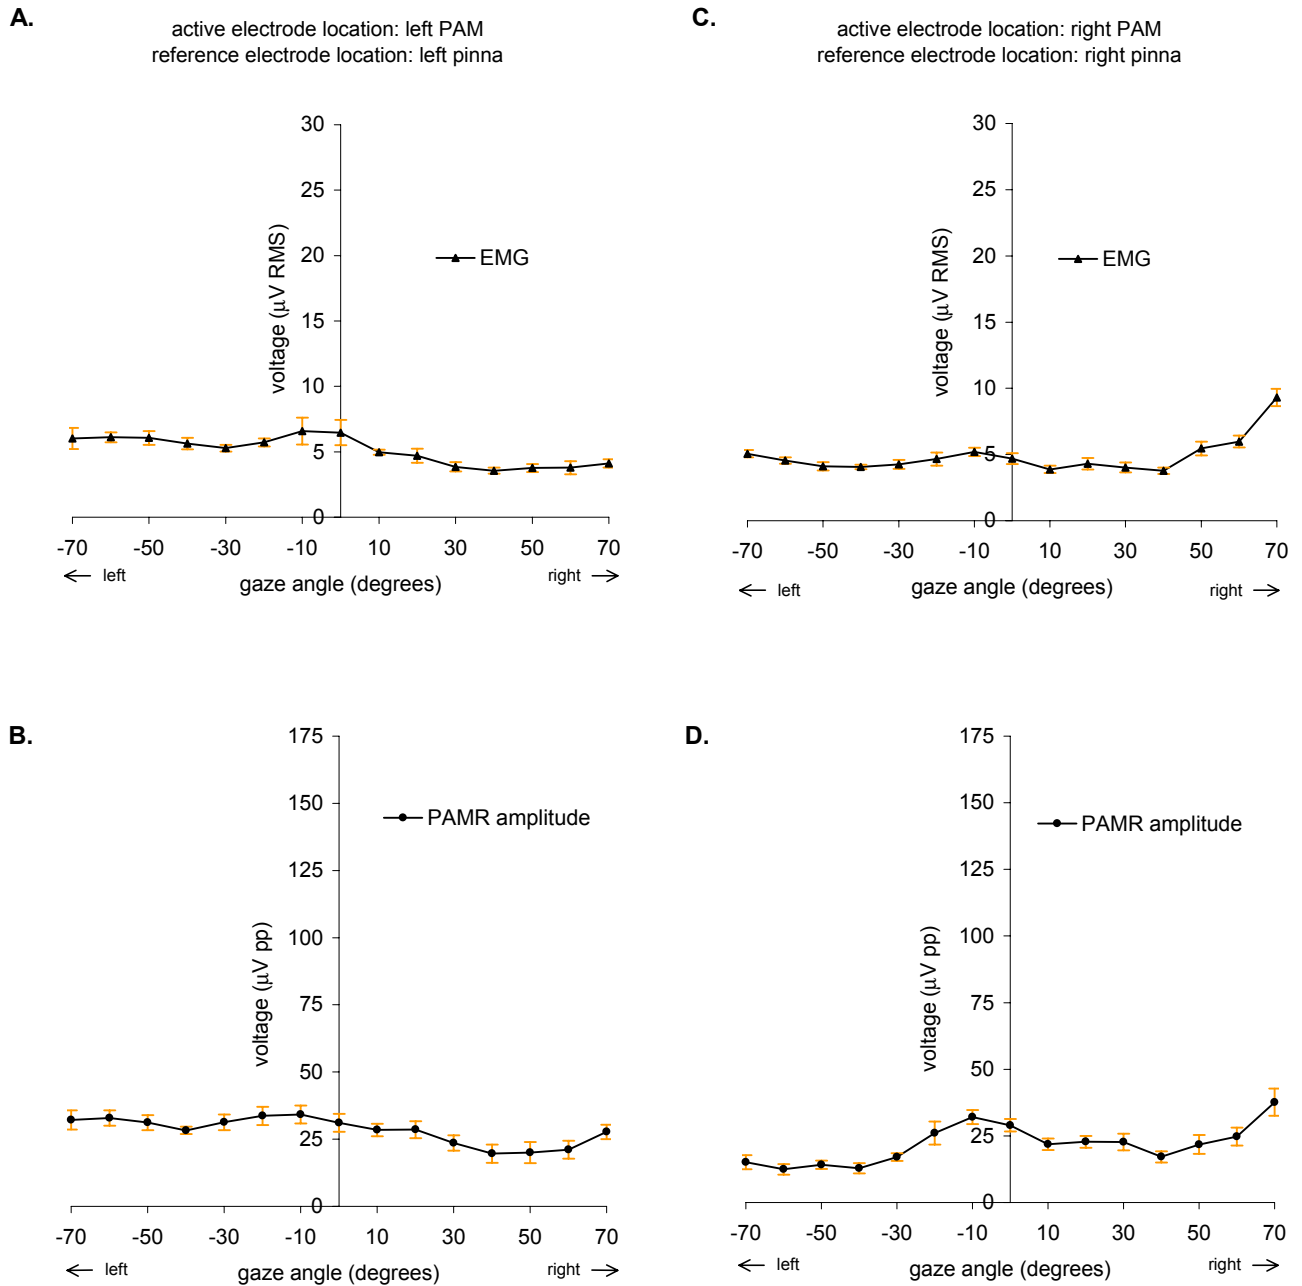 A.
active electrode location: left PAM
reference electrode location: left pinna
30
25
20
15
10
5
0
voltage (µV RMS)
EMG
-70 -50 -30 -10 10 30 50 70
← left right →
gaze angle (degrees)
C.
active electrode location: right PAM
reference electrode location: right pinna
30
25
20
15
10
5
0
voltage (µV RMS)
EMG
-70 -50 -30 -10 10 30 50 70
← left right →
gaze angle (degrees)
B.
175
150
125
100
75
50
25
0
voltage (µV pp)
PAMR amplitude
-70 -50 -30 -10 10 30 50 70
← left right →
gaze angle (degrees)
D.
175
150
125
100
75
50
25
0
voltage (µV pp)
PAMR amplitude
-70 -50 -30 -10 10 30 50 70
← left right →
gaze angle (degrees)